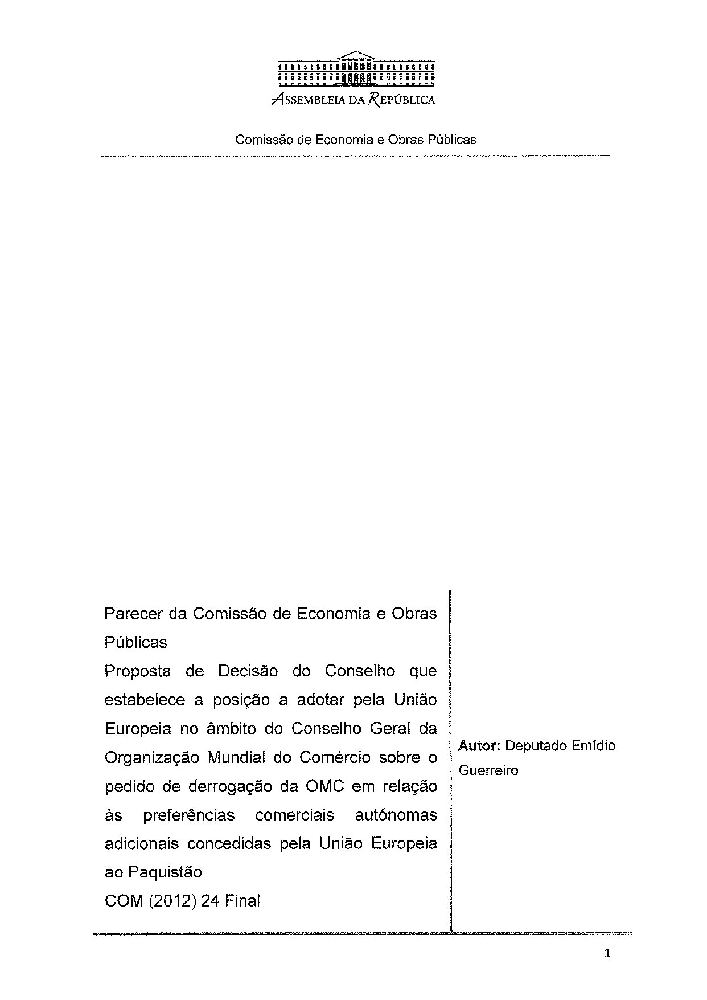 ASSEMBLEIA DA REPÚBLICA
Comissão de Economia e Obras Públicas
Parecer da Comissão de Economia e Obras
Públicas
Proposta de Decisão do Conselho que
estabelece a posição a adotar pela União
Europeia no âmbito do Conselho Geral da
Organização Mundial do Comércio sobre o
pedido de derrogação da OMC em relação
às preferências comerciais autónomas
adicionais concedidas pela União Europeia
ao Paquistão
COM (2012) 24 Final
Autor: Deputado Emídio
Guerreiro
1